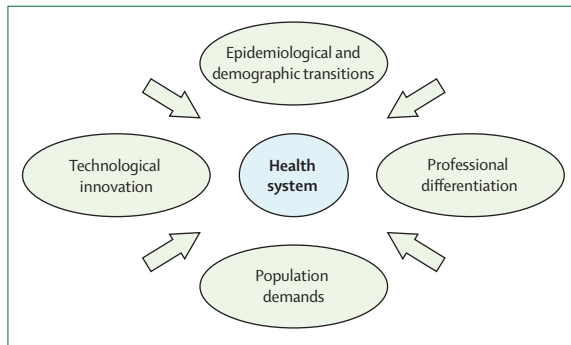 Epidemiological and
demographic transitions
Technological
innovation
Health
system
Professional
differentiation
Population
demands